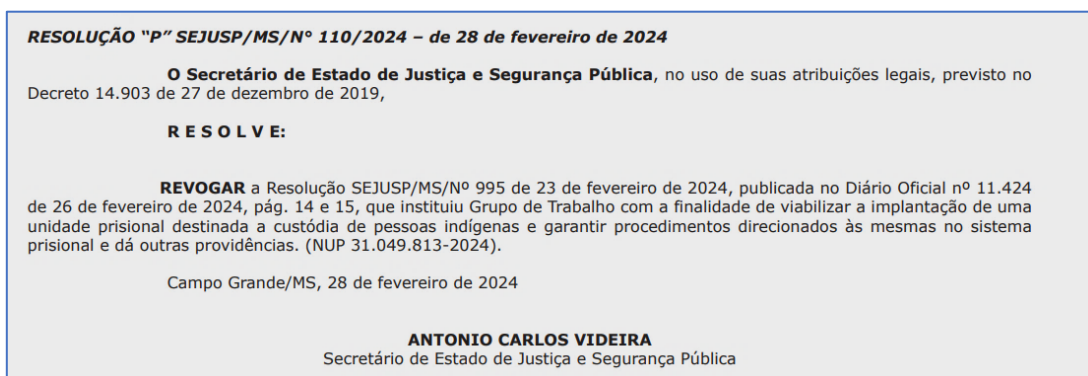 RESOLUÇÃO “P” SEJUSP/MS/N° 110/2024 – de 28 de fevereiro de 2024
O Secretário de Estado de Justiça e Segurança Pública, no uso de suas atribuições legais, previsto no
Decreto 14.903 de 27 de dezembro de 2019,
R E S O L V E:
REVOGAR a Resolução SEJUSP/MS/Nº 995 de 23 de fevereiro de 2024, publicada no Diário Oficial nº 11.424
de 26 de fevereiro de 2024, pág. 14 e 15, que instituiu Grupo de Trabalho com a finalidade de viabilizar a implantação de uma
unidade prisional destinada a custódia de pessoas indígenas e garantir procedimentos direcionados às mesmas no sistema
prisional e dá outras providências. (NUP 31.049.813-2024).
Campo Grande/MS, 28 de fevereiro de 2024
ANTONIO CARLOS VIDEIRA
Secretário de Estado de Justiça e Segurança Pública